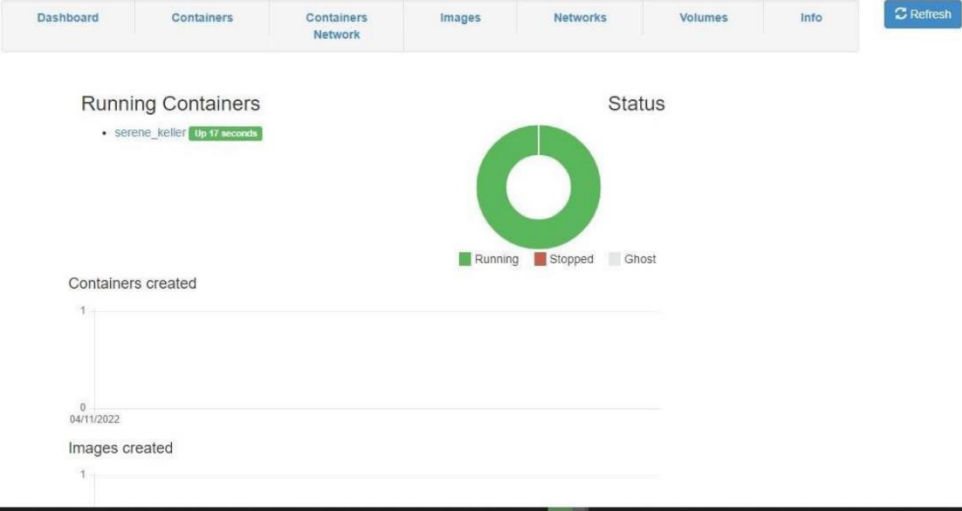 Dashboard
Containers
Containers
Network
Images
Networks
Volumes
Info
Refresh
Running Containers
serene_keller Up 17 seconds
Status
Running Stopped Ghost
Containers created
1
0
04/11/2022
Images created
1